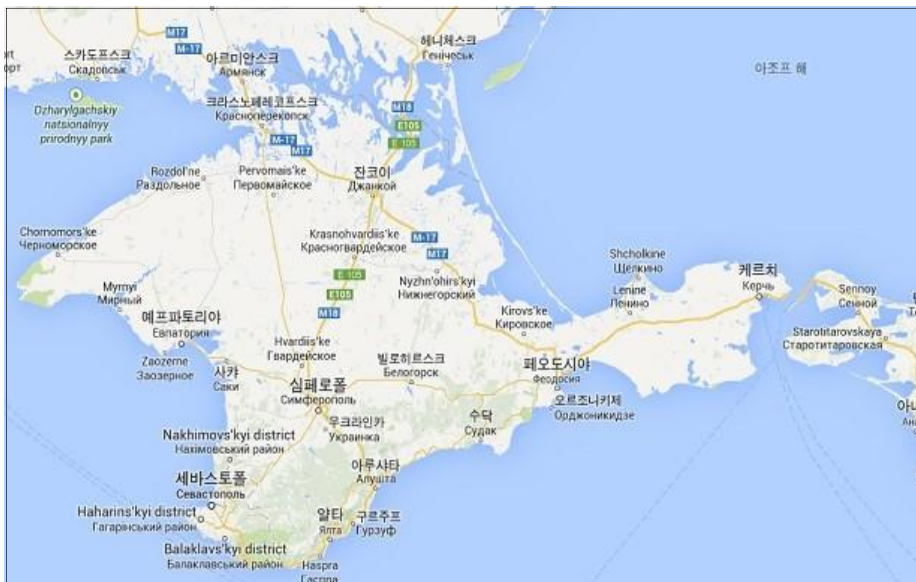 M17
스카도프스크
Скадовськ
아르미안스크
Армянск
헤니체스크
Генічеськ
아조프 해
Dzharylgachskiy
natsionalnyy
prirodnyy park
크라스노페레코프스크
Красноперекопск
M18
E105
E 105
M-17
M17
Rozdol'ne
Раздольное
Pervomais'ke
Первомайское
잔코이
Джанкой
Chornomors'ke
Черноморское
Krasnohvardiis'ke
Красногвардейское
M-17
M17
Shcholkine
Щелкино
케르치
Керчь
E 105
E105
M18
Nyzhn'ohirs'kyi
Нижнегорский
Lenine
Ленино
Sennoy
Сенной
Myrnyi
Мирный
예프파토리야
Евпатория
Kirovs'ke
Кировское
Starotitarovskaya
Старотитаровская
Zaozerne
Заозерное
사캬
Саки
Hvardiis'ke
Гвардейское
빌로히르스크
Белогорск
페오도시야
Феодосия
심페로폴
Симферополь
오르조니키제
Орджоникидзе
우크라인카
Украинка
수닥
Судак
Nakhimovs'kyi district
Нахімовський район
아루샤타
Алушта
세바스토폴
Севастополь
Haharins'kyi district
Гагарінський район
얄타
Ялта
구르주프
Гурзуф
Balaklavs'kyi district
Балаклавський район
Haspra
Гаспра